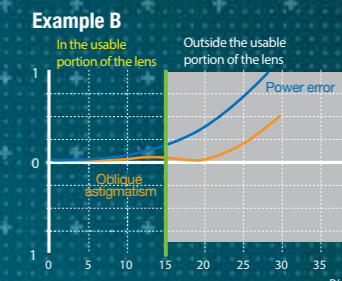 Example B
In the usable
portion of the lens
Outside the usable
portion of the lens
1
Power error
0
Oblique
astigmatism
1
0 5 10 15 20 25 30 35